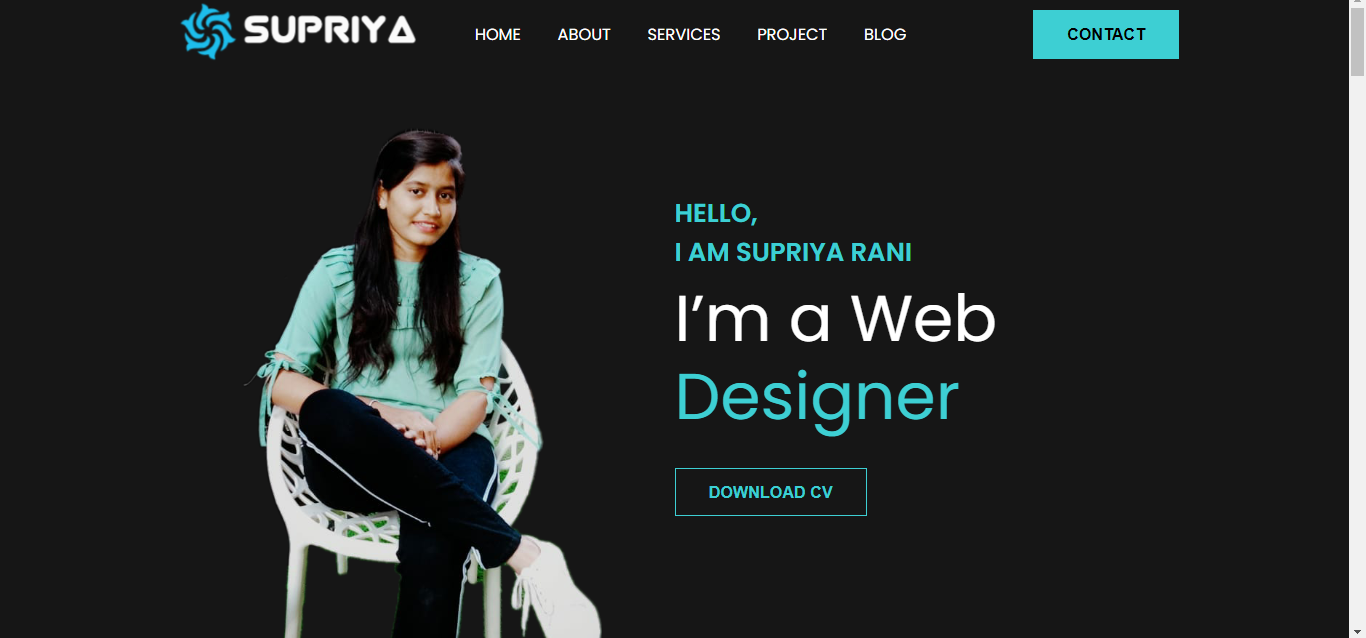 SUPRIYA
HOME ABOUT SERVICES PROJECT BLOG
CONTACT
HELLO,
I AM SUPRIYA RANI
I’m a Web
Designer
DOWNLOAD CV